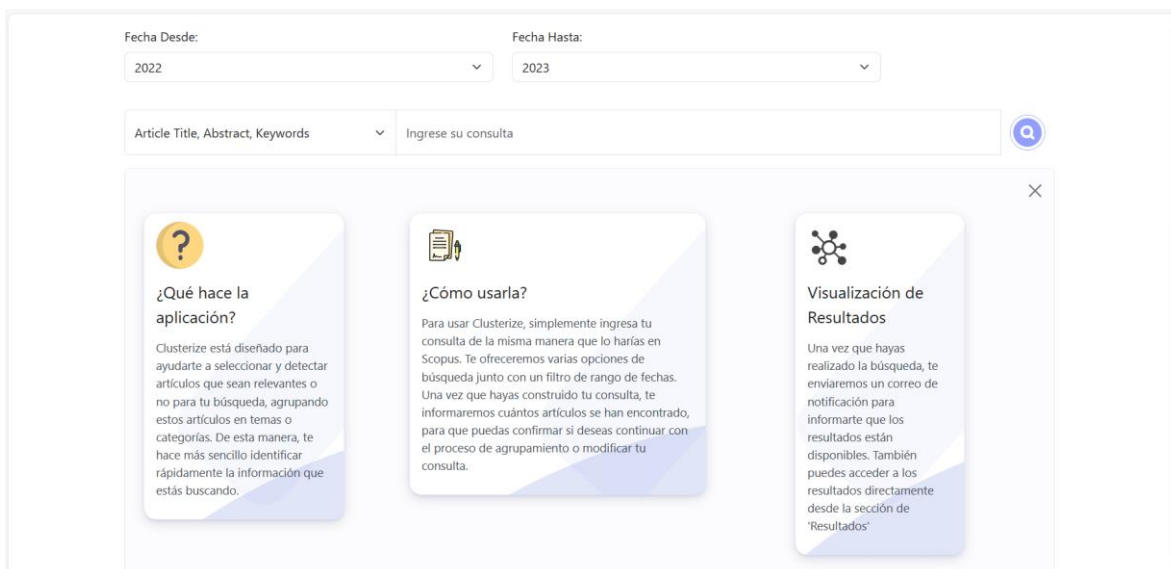 Fecha Desde:
Fecha Hasta:
2022
2023
Article Title, Abstract, Keywords
Ingrese su consulta
¿Qué hace la
aplicación?
Clusterize está diseñado para
ayudarte a seleccionar y detectar
artículos que sean relevantes o
no para tu búsqueda, agrupando
estos artículos en temas o
categorías. De esta manera, te
hace más sencillo identificar
rápidamente la información que
estás buscando.
¿Cómo usarla?
Para usar Clusterize, simplemente ingresa tu
consulta de la misma manera que lo harías en
Scopus. Te ofreceremos varias opciones de
búsqueda junto con un filtro de rango de fechas.
Una vez que hayas construido tu consulta, te
informaremos cuántos artículos se han encontrado,
para que puedas confirmar si deseas continuar con
el proceso de agrupamiento o modificar tu
consulta.
Visualización de
Resultados
Una vez que hayas
realizado la búsqueda, te
enviaremos un correo de
notificación para
informarte que los
resultados están
disponibles. También
puedes acceder a los
resultados directamente
desde la sección de
'Resultados'